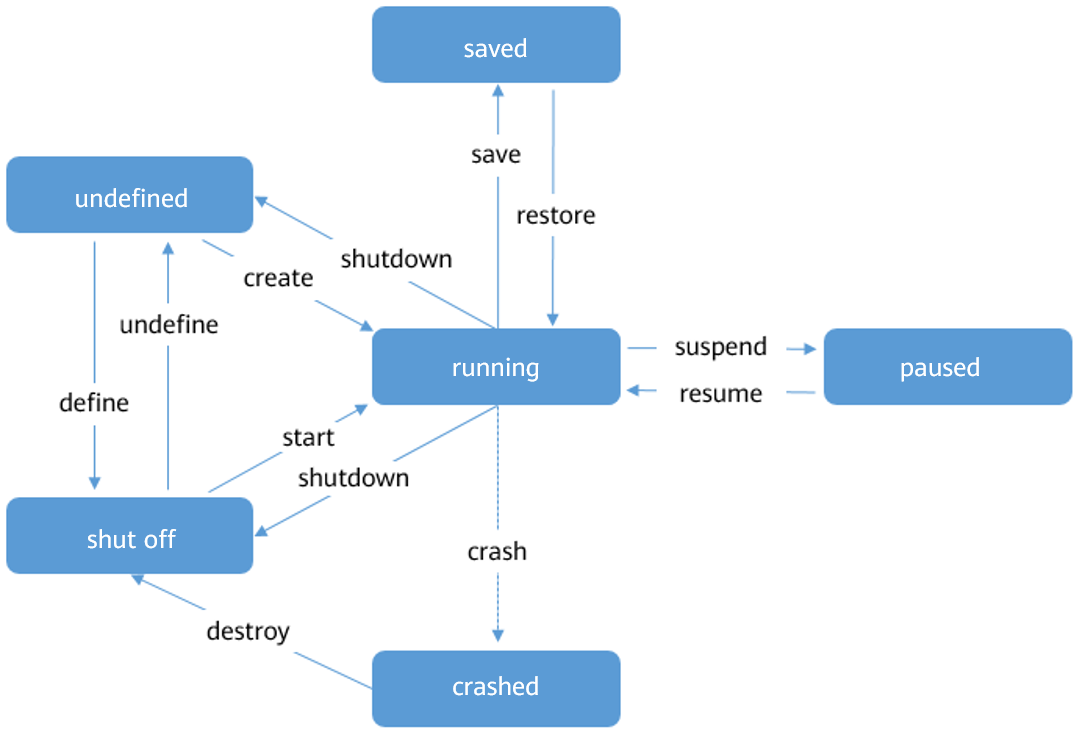 saved
save
undefined
restore
shutdown
create
undefine
suspend
running
paused
resume
define
start
shutdown
shut off
crash
destroy
crashed